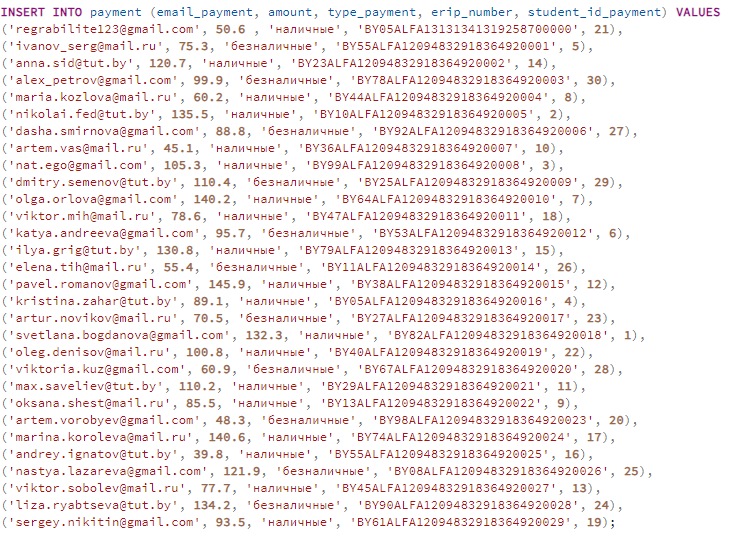 INSERT INTO payment (email_payment, amount, type_payment, erip_number, student_id_payment) VALUES
('regrabilite123@gmail.com', 50.6 , 'наличные', 'BY05ALFA13131341319258700000', 21),
('ivanov_serg@mail.ru', 75.3, 'безналичные', 'BY55ALFA12094832918364920001', 5),
('anna.sid@tut.by', 120.7, 'наличные', 'BY23ALFA12094832918364920002', 14),
('alex_petrov@gmail.com', 99.9, 'безналичные', 'BY78ALFA12094832918364920003', 30),
('maria.kozlova@mail.ru', 60.2, 'наличные', 'BY44ALFA12094832918364920004', 8),
('nikolai.fed@tut.by', 135.5, 'наличные', 'BY10ALFA12094832918364920005', 2),
('dasha.smirnova@gmail.com', 88.8, 'безналичные', 'BY92ALFA12094832918364920006', 27),
('artem.vas@mail.ru', 45.1, 'наличные', 'BY36ALFA12094832918364920007', 10),
('nat.ego@gmail.com', 105.3, 'наличные', 'BY99ALFA12094832918364920008', 3),
('dmitry.semenov@tut.by', 110.4, 'безналичные', 'BY25ALFA12094832918364920009', 29),
('olga.orlova@gmail.com', 140.2, 'наличные', 'BY64ALFA12094832918364920010', 7),
('viktor.mih@mail.ru', 78.6, 'наличные', 'BY47ALFA12094832918364920011', 18),
('katya.andreeva@gmail.com', 95.7, 'безналичные', 'BY53ALFA12094832918364920012', 6),
('ilya.grig@tut.by', 130.8, 'наличные', 'BY79ALFA12094832918364920013', 15),
('elena.tih@mail.ru', 55.4, 'безналичные', 'BY11ALFA12094832918364920014', 26),
('pavel.romanov@gmail.com', 145.9, 'наличные', 'BY38ALFA12094832918364920015', 12),
('kristina.zahar@tut.by', 89.1, 'наличные', 'BY05ALFA12094832918364920016', 4),
('artur.novikov@mail.ru', 70.5, 'безналичные', 'BY27ALFA12094832918364920017', 23),
('svetlana.bogdanova@gmail.com', 132.3, 'наличные', 'BY82ALFA12094832918364920018', 1),
('oleg.denisov@mail.ru', 100.8, 'наличные', 'BY40ALFA12094832918364920019', 22),
('viktoria.kuz@gmail.com', 60.9, 'безналичные', 'BY67ALFA12094832918364920020', 28),
('max.saveliev@tut.by', 110.2, 'наличные', 'BY29ALFA12094832918364920021', 11),
('oksana.shest@mail.ru', 85.5, 'наличные', 'BY13ALFA12094832918364920022', 9),
('artem.vorobyev@gmail.com', 48.3, 'безналичные', 'BY98ALFA12094832918364920023', 20),
('marina.koroleva@mail.ru', 140.6, 'наличные', 'BY74ALFA12094832918364920024', 17),
('andrey.ignatov@tut.by', 39.8, 'наличные', 'BY55ALFA12094832918364920025', 16),
('nastya.lazareva@gmail.com', 121.9, 'безналичные', 'BY08ALFA12094832918364920026', 25),
('viktor.sobolev@mail.ru', 77.7, 'наличные', 'BY45ALFA12094832918364920027', 13),
('liza.ryabtseva@tut.by', 134.2, 'безналичные', 'BY90ALFA12094832918364920028', 24),
('sergey.nikitin@gmail.com', 93.5, 'наличные', 'BY61ALFA12094832918364920029', 19);